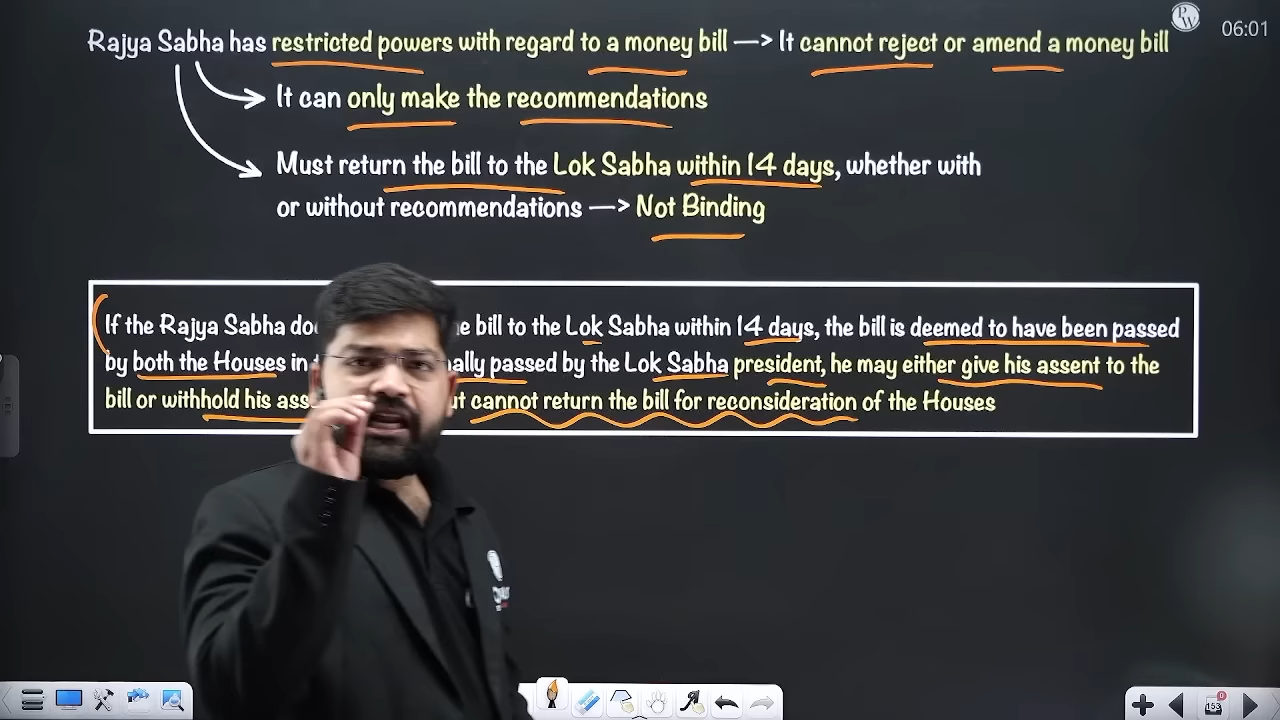 Rajya Sabha has restricted powers with regard to a money bill —> It cannot reject or amend a money bill
PW
06:01
It can only make the recommendations
Must return the bill to the Lok Sabha within 14 days, whether with
or without recommendations —> Not Binding
If the Rajya Sabha bill to the Lok Sabha within 14 days, the bill is deemed to have been passed
by both the Houses in passed by the Lok Sabha president, he may either give his assent to the
bill or withhold his cannot return the bill for reconsideration of the Houses
153